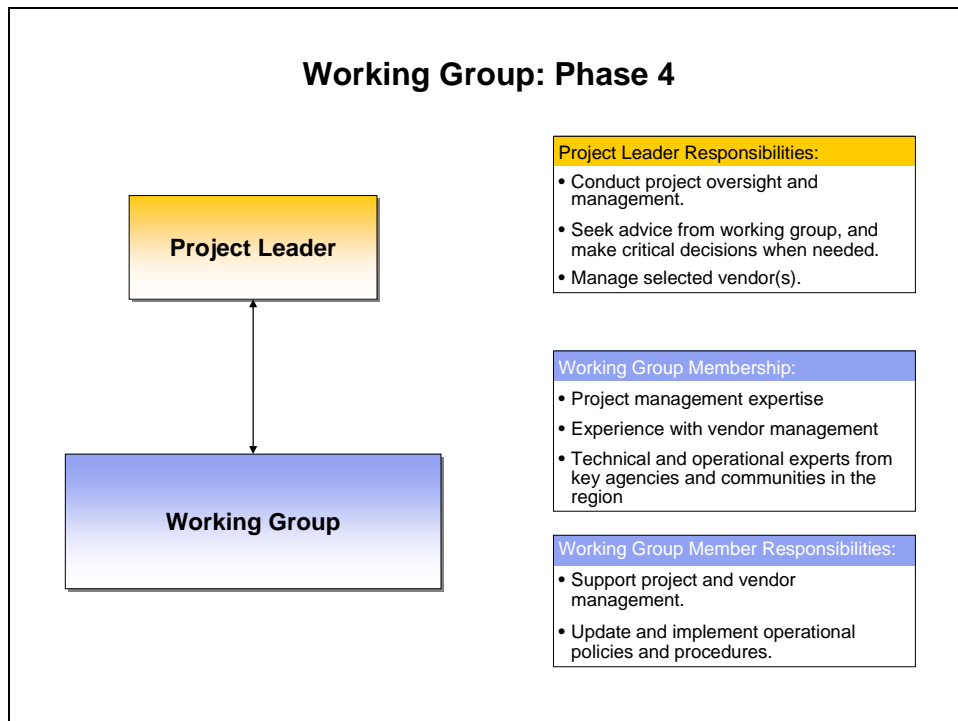 Working Group: Phase 4
Project Leader
Working Group
Project Leader Responsibilities:
• Conduct project oversight and
management.
• Seek advice from working group, and
make critical decisions when needed.
• Manage selected vendor(s).
Working Group Membership:
• Project management expertise
• Experience with vendor management
• Technical and operational experts from
key agencies and communities in the
region
Working Group Member Responsibilities:
• Support project and vendor
management.
• Update and implement operational
policies and procedures.